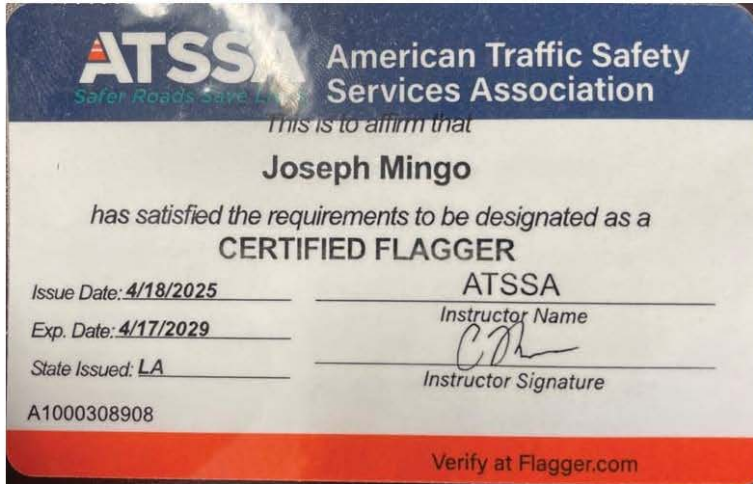 ATSSA
Safer Roads Save
American Traffic Safety
Services Association
This is to affirm that
Joseph Mingo
has satisfied the requirements to be designated as a
CERTIFIED FLAGGER
Issue Date: 4/18/2025
ATSSA
Instructor Name
Exp. Date: 4/17/2029
State Issued: LA
Instructor Signature
A1000308908
Verify at Flagger.com